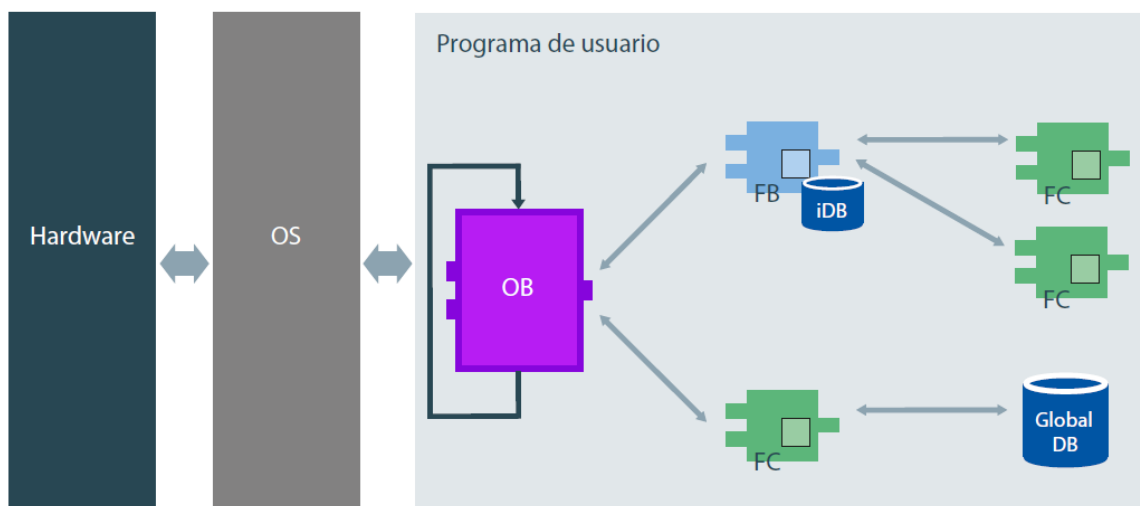 Programa de usuario
Hardware
OS
OB
FB
iDB
FC
FC
FC
Global
DB